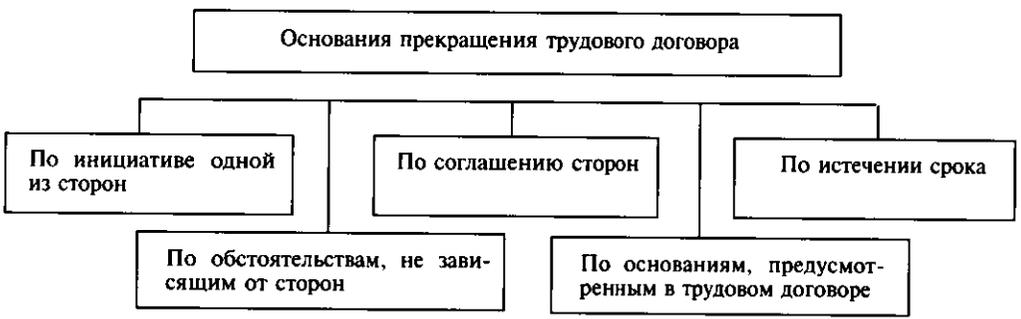 Основания прекращения трудового договора
По инициативе одной
из сторон
По соглашению сторон
По истечении срока
По обстоятельствам, не зави-
сящим от сторон
По основаниям, предусмот-
ренным в трудовом договоре